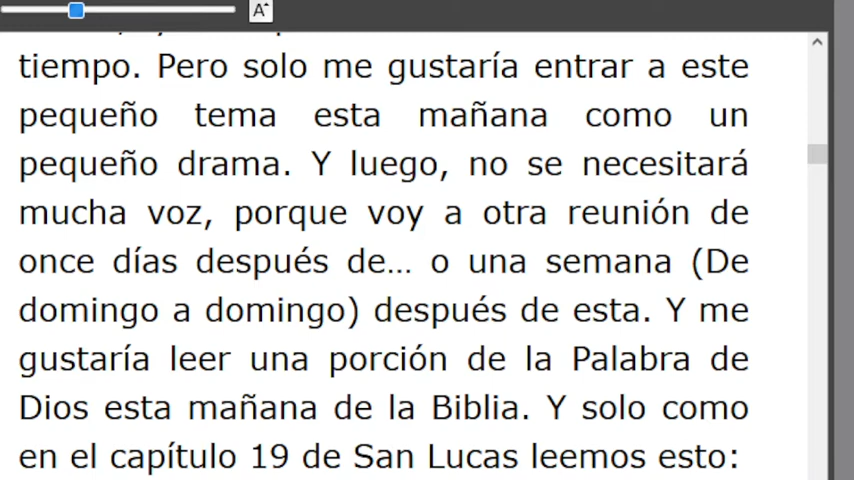 A
tiempo. Pero solo me gustaría entrar a este
pequeño tema esta mañana como un
pequeño drama. Y luego, no se necesitará
mucha voz, porque voy a otra reunión de
once días después de... o una semana (De
domingo a domingo) después de esta. Y me
gustaría leer una porción de la Palabra de
Dios esta mañana de la Biblia. Y solo como
en el capítulo 19 de San Lucas leemos esto: